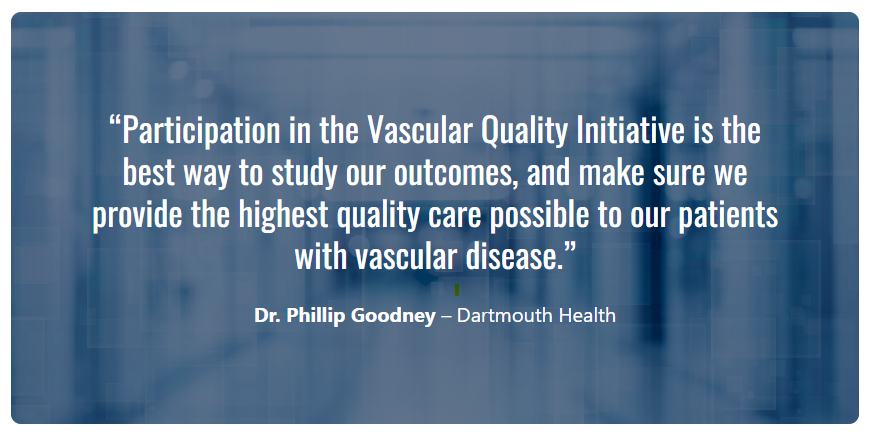 “Participation in the Vascular Quality Initiative is the
best way to study our outcomes, and make sure we
provide the highest quality care possible to our patients
with vascular disease.”
Dr. Phillip Goodney – Dartmouth Health